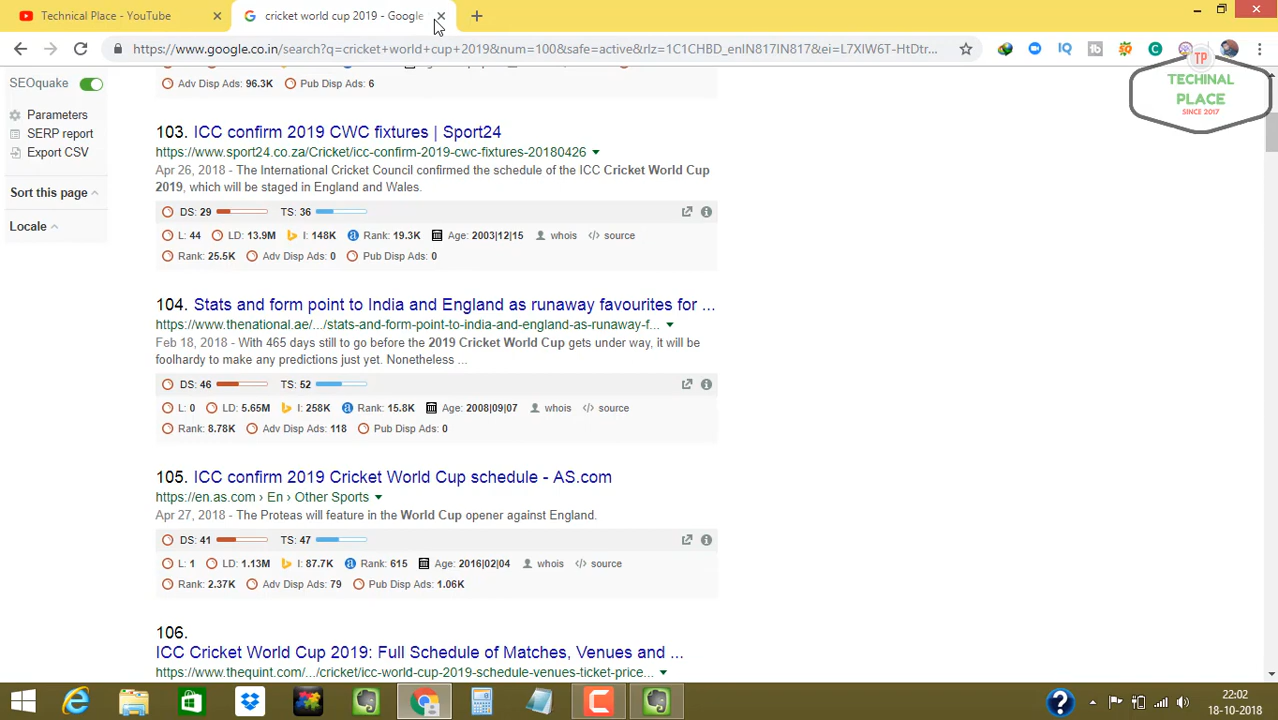 Technical Place - YouTube
cricket world cup 2019 - Google
https://www.google.co.in/search?q=cricket+world+cup+2019&num=100&safe=active&rlz=1C1CHBD_enIN817IN817&ei=L7XIW6T-HtDtr...
IQ
TP
TECHINAL
PLACE
SINCE 2017
SEOquake
Parameters
SERP report
Export CSV
Sort this page
Locale
Adv Disp Ads: 96.3K Pub Disp Ads: 6
103. ICC confirm 2019 CWC fixtures | Sport24
https://www.sport24.co.za/Cricket/icc-confirm-2019-cwc-fixtures-20180426
Apr 26, 2018 - The International Cricket Council confirmed the schedule of the ICC Cricket World Cup
2019, which will be staged in England and Wales.
DS: 29 TS: 36
L: 44 LD: 13.9M I: 148K Rank: 19.3K Age: 2003|12|15 whois </> source
Rank: 25.5K Adv Disp Ads: 0 Pub Disp Ads: 0
104. Stats and form point to India and England as runaway favourites for ...
https://www.thenational.ae/.../stats-and-form-point-to-india-and-england-as-runaway-f...
Feb 18, 2018 - With 465 days still to go before the 2019 Cricket World Cup gets under way, it will be
foolhardy to make any predictions just yet. Nonetheless ...
DS: 46 TS: 52
L: 0 LD: 5.65M I: 258K Rank: 15.8K Age: 2008|09|07 whois </> source
Rank: 8.78K Adv Disp Ads: 118 Pub Disp Ads: 0
105. ICC confirm 2019 Cricket World Cup schedule - AS.com
https://en.as.com › En › Other Sports
Apr 27, 2018 - The Proteas will feature in the World Cup opener against England.
DS: 41 TS: 47
L: 1 LD: 1.13M I: 87.7K Rank: 615 Age: 2016|02|04 whois </> source
Rank: 2.37K Adv Disp Ads: 79 Pub Disp Ads: 1.06K
106.
ICC Cricket World Cup 2019: Full Schedule of Matches, Venues and ...
https://www.thequint.com/.../cricket/icc-world-cup-2019-schedule-venues-ticket-price...
22:02
18-10-2018